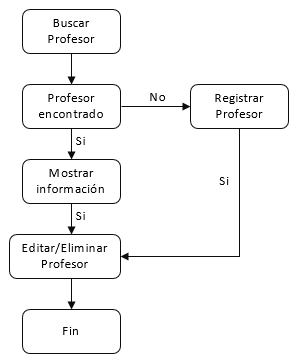 Buscar
Profesor
Profesor
encontrado
No
Registrar
Profesor
Si
Mostrar
información
Si
Si
Editar/Eliminar
Profesor
Fin